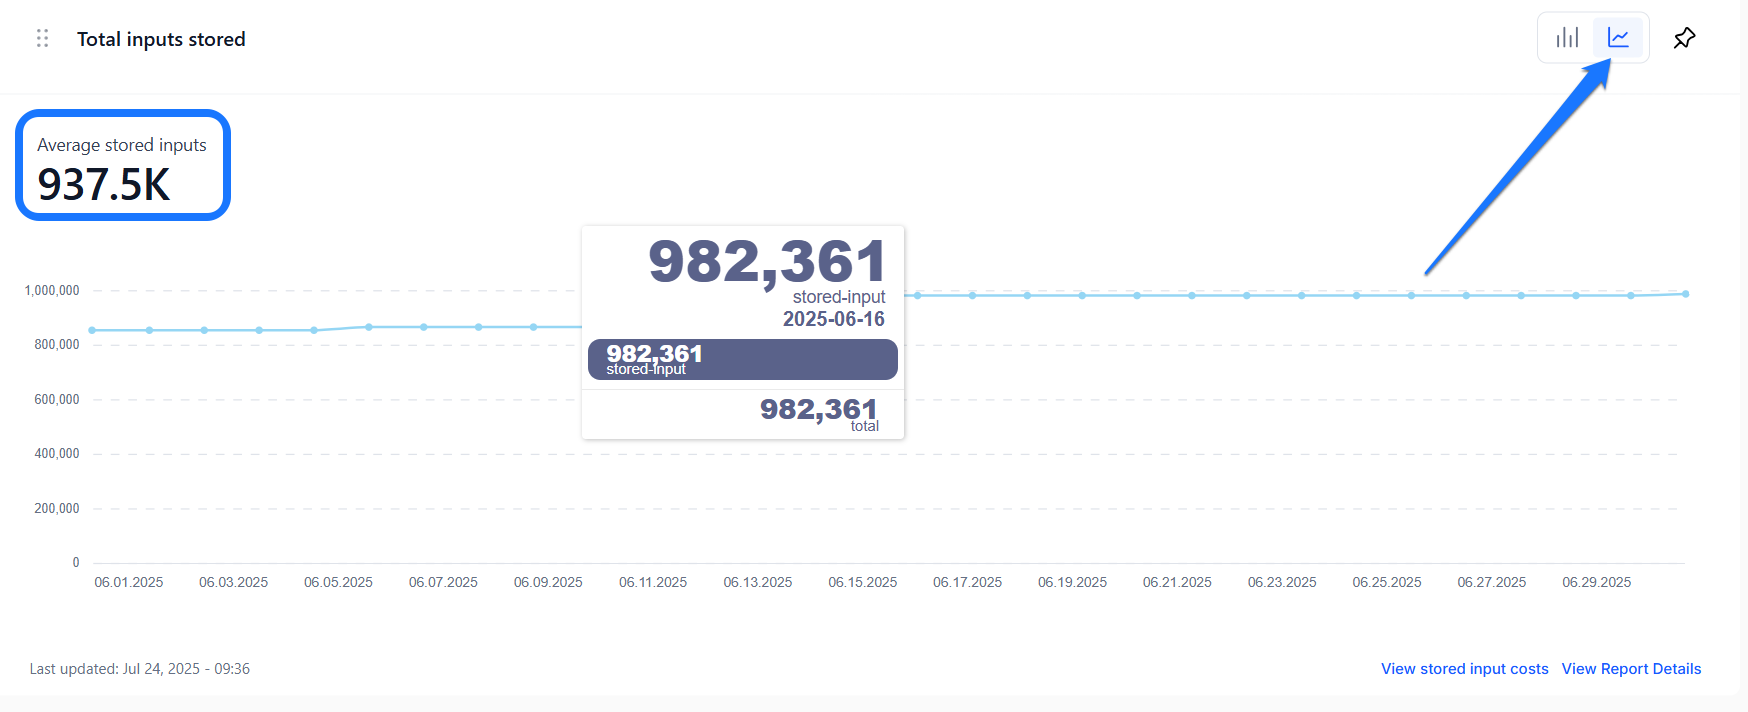 Total inputs stored
Average stored inputs
937.5K
982,361
stored-input
2025-06-16
982,361
stored-input
982,361
total
1,000,000
800,000
600,000
400,000
200,000
0
06.01.2025 06.03.2025 06.05.2025 06.07.2025 06.09.2025 06.11.2025 06.13.2025 06.15.2025 06.17.2025 06.19.2025 06.21.2025 06.23.2025 06.25.2025 06.27.2025 06.29.2025
Last updated: Jul 24, 2025 - 09:36
View stored input costs View Report Details